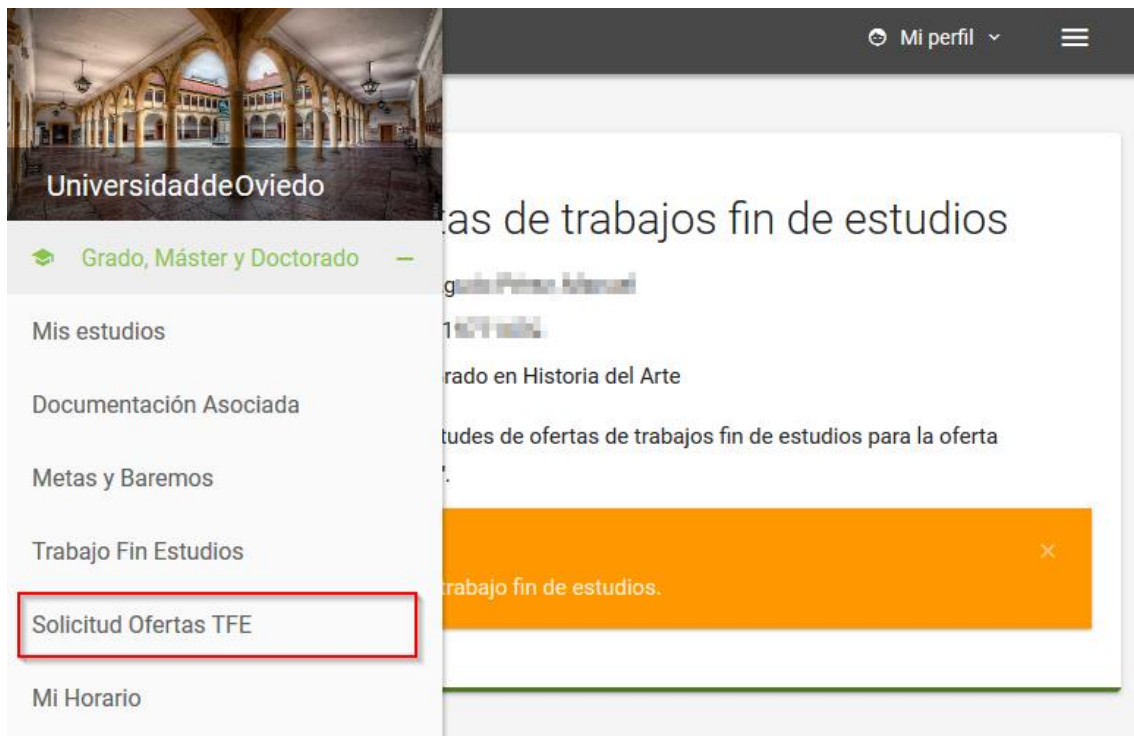 Mi perfil
UniversidaddeOviedo
Grado, Máster y Doctorado
Mis estudios
Documentación Asociada
Metas y Baremos
Trabajo Fin Estudios
Solicitud Ofertas TFE
Mi Horario
tas de trabajos fin de estudios
rado en Historia del Arte
tudes de ofertas de trabajos fin de estudios para la oferta
".
trabajo fin de estudios.